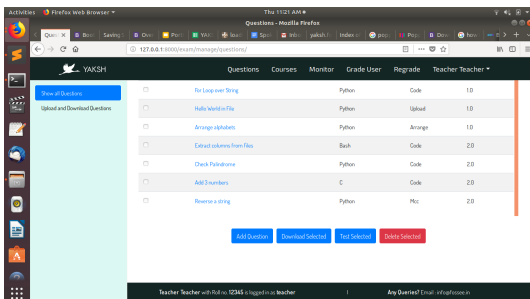 Activities Firefox Web Browser Thu 11:21 AM
Questions - Mozilla Firefox
127.0.0.1:8000/exam/manage/questions/
YAKSH Questions Courses Monitor Grade User Regrade Teacher Teacher
Show all Questions
Upload and Download Questions
For Loop over String Python Code 1.0
Hello World in File Python Upload 1.0
Arrange alphabets Python Arrange 1.0
Extract columns from files Bash Code 2.0
Check Palindrome Python Code 2.0
Add 3 numbers C Code 2.0
Reverse a string Python Mcc 2.0
Add Question Download Selected Test Selected Delete Selected
Teacher Teacher with Roll no. 12345 is logged in as teacher | Any Queries? Email : info@fossee.in